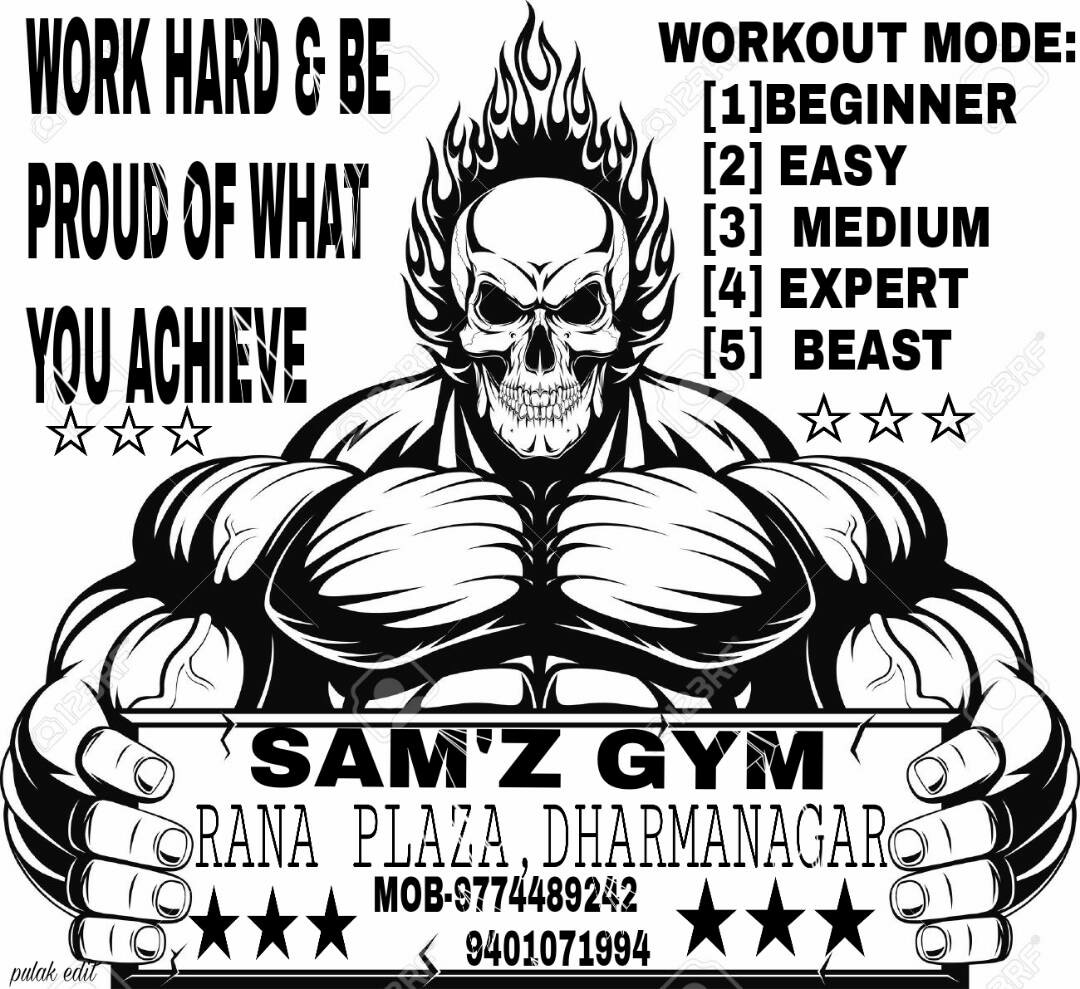 WORK HARD & BE
PROUD OF WHAT
YOU ACHIEVE
WORKOUT MODE:
[1]BEGINNER
[2] EASY
[3] MEDIUM
[4] EXPERT
[5] BEAST
SAM'Z GYM
RANA PLAZA,DHARMANAGAR
MOB-9774489242
9401071994
pulak edit
123RF